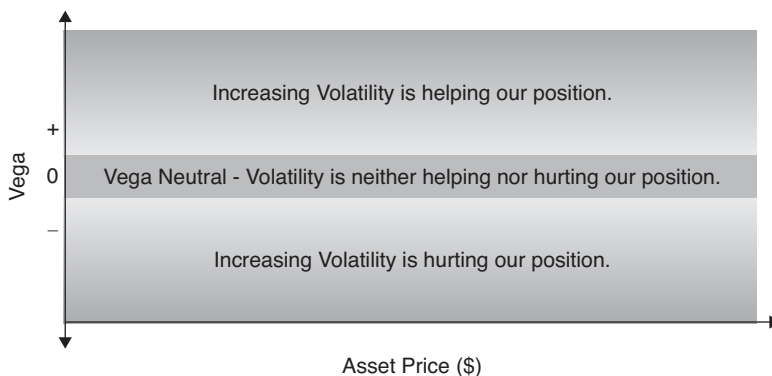 Increasing Volatility is helping our position.
+
Vega
0
Vega Neutral - Volatility is neither helping nor hurting our position.
–
Increasing Volatility is hurting our position.
Asset Price ($)